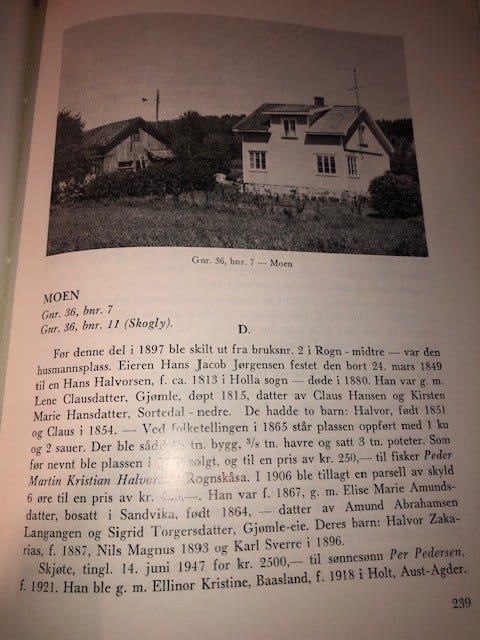 Gnr. 36, bnr. 7 — Moen
MOEN
Gnr. 36, bnr. 7
Gnr. 36, bnr. 11 (Skogly).
D.
Før denne del i 1897 ble skilt ut fra bruksnr. 2 i Rogn - midtre — var den
husmannsplass. Eieren Hans Jacob Jørgensen festet den bort 24. mars 1849
til en Hans Halvorsen, f. ca. 1813 i Holla sogn — døde i 1880. Han var g. m.
Lene Clausdatter, Gjømle, døpt 1815, datter av Claus Hansen og Kirsten
Marie Hansdatter, Sortedal - nedre. De hadde to barn: Halvor, født 1851
og Claus i 1854. — Ved folketellingen i 1865 står plassen oppført med 1 ku
og 2 sauer. Der ble sådd tn. bygg, ³/₈ tn. havre og satt 3 tn. poteter. Som
før nevnt ble plassen i solgt, og til en pris av kr. 250,— til fisker Peder
Martin Kristian Rognskåsa. I 1906 ble tillagt en parsell av skyld
6 øre til en pris av kr. Han var f. 1867, g. m. Elise Marie Amunds-
datter, bosatt i Sandvika, født 1864, — datter av Amund Abrahamsen
Langangen og Sigrid Torgersdatter, Gjømle-eie. Deres barn: Halvor Zaka-
rias, f. 1887, Nils Magnus 1893 og Karl Sverre i 1896.
Skjøte, tingl. 14. juni 1947 for kr. 2500,— til sønnesønn Per Pedersen,
f. 1921. Han ble g. m. Ellinor Kristine, Baasland, f. 1918 i Holt, Aust-Agder.
239